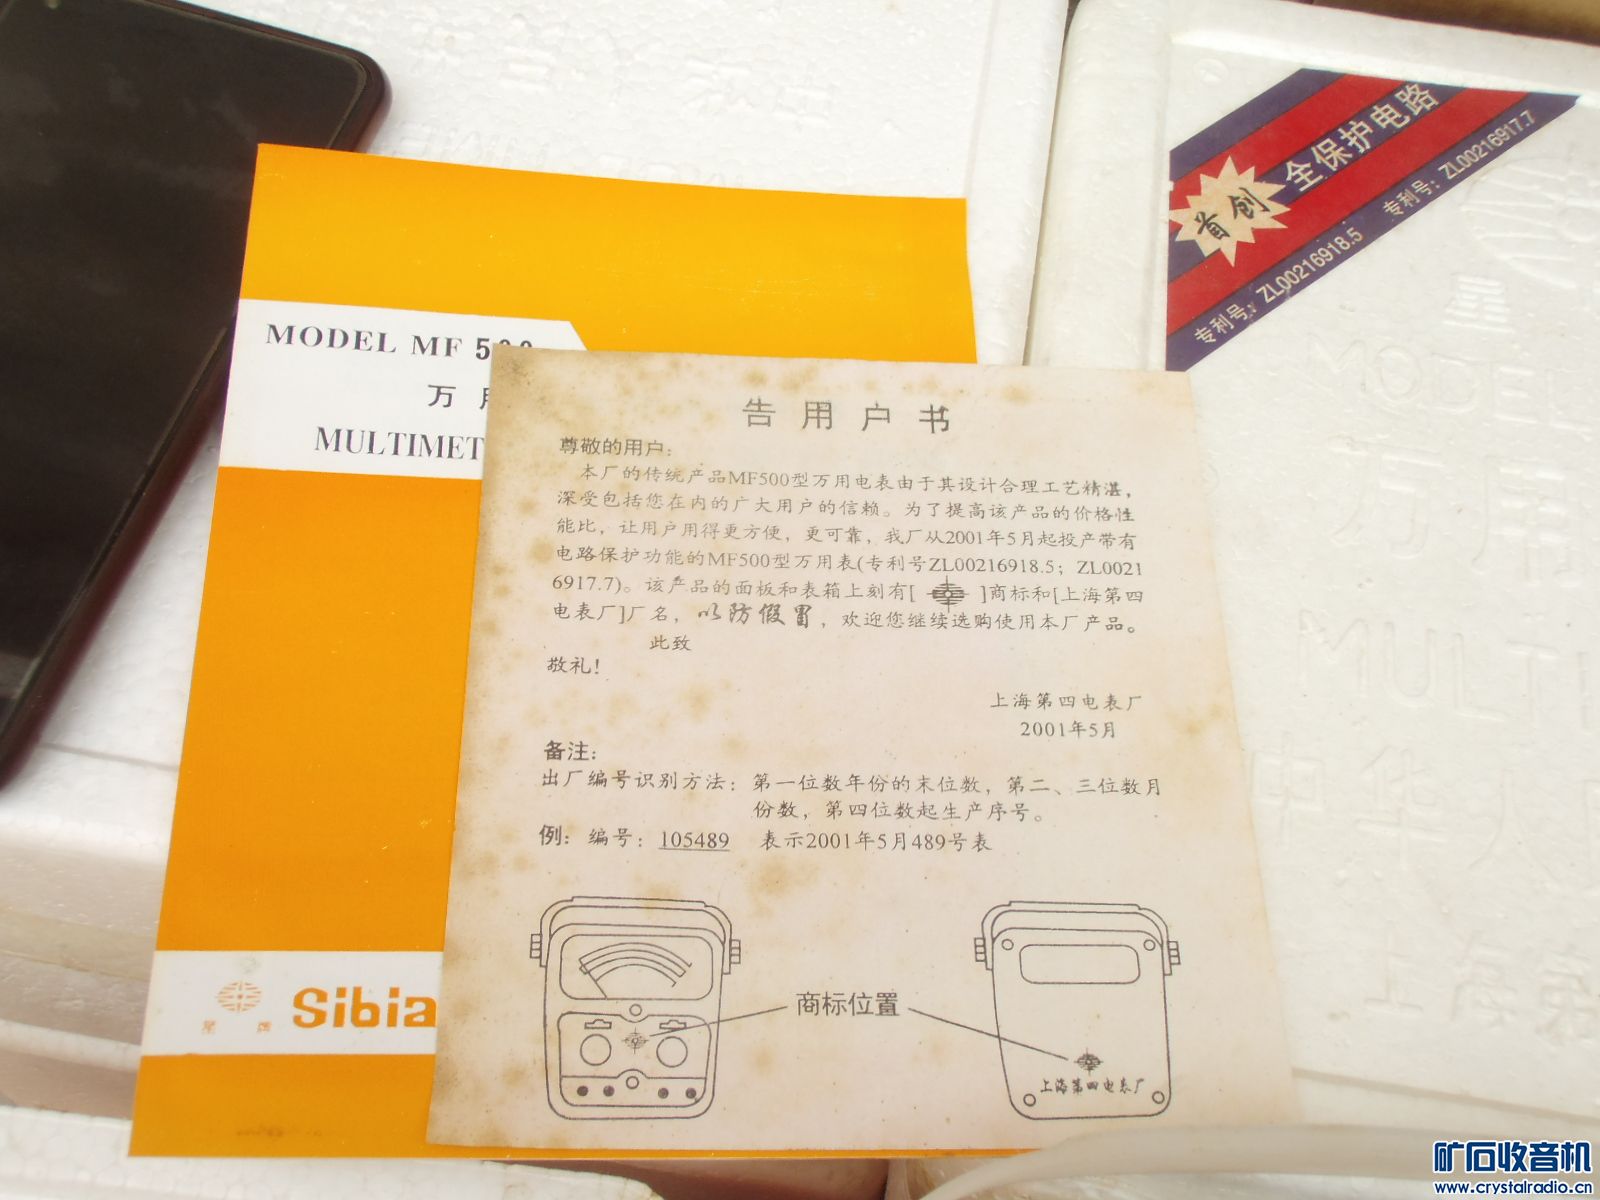 首创
全保护电路
专利号：ZL00216918.5 专利号：ZL00216917.7
MODEL MF 500
万
MULTIMET
告用户书
尊敬的用户：
本厂的传统产品MF500型万用电表由于其设计合理工艺精湛，
深受包括您在内的广大用户的信赖。为了提高该产品的价格性
能比，让用户用得更方便，更可靠，我厂从2001年5月起投产带有
电路保护功能的MF500型万用表(专利号ZL00216918.5；ZL0021
6917.7)。该产品的面板和表箱上刻有[ ]商标和[上海第四
电表厂]厂名，以防假冒，欢迎您继续选购使用本厂产品。
此致
敬礼！
上海第四电表厂
2001年5月
备注：
出厂编号识别方法：第一位数年份的末位数，第二、三位数月
份数，第四位数起生产序号。
例：编号：105489 表示2001年5月489号表
商标位置
上海第四电表厂
星牌
Sibia
MODEL
万用
MULTI
中华人
上海
矿石收音机
www.crystalradio.cn